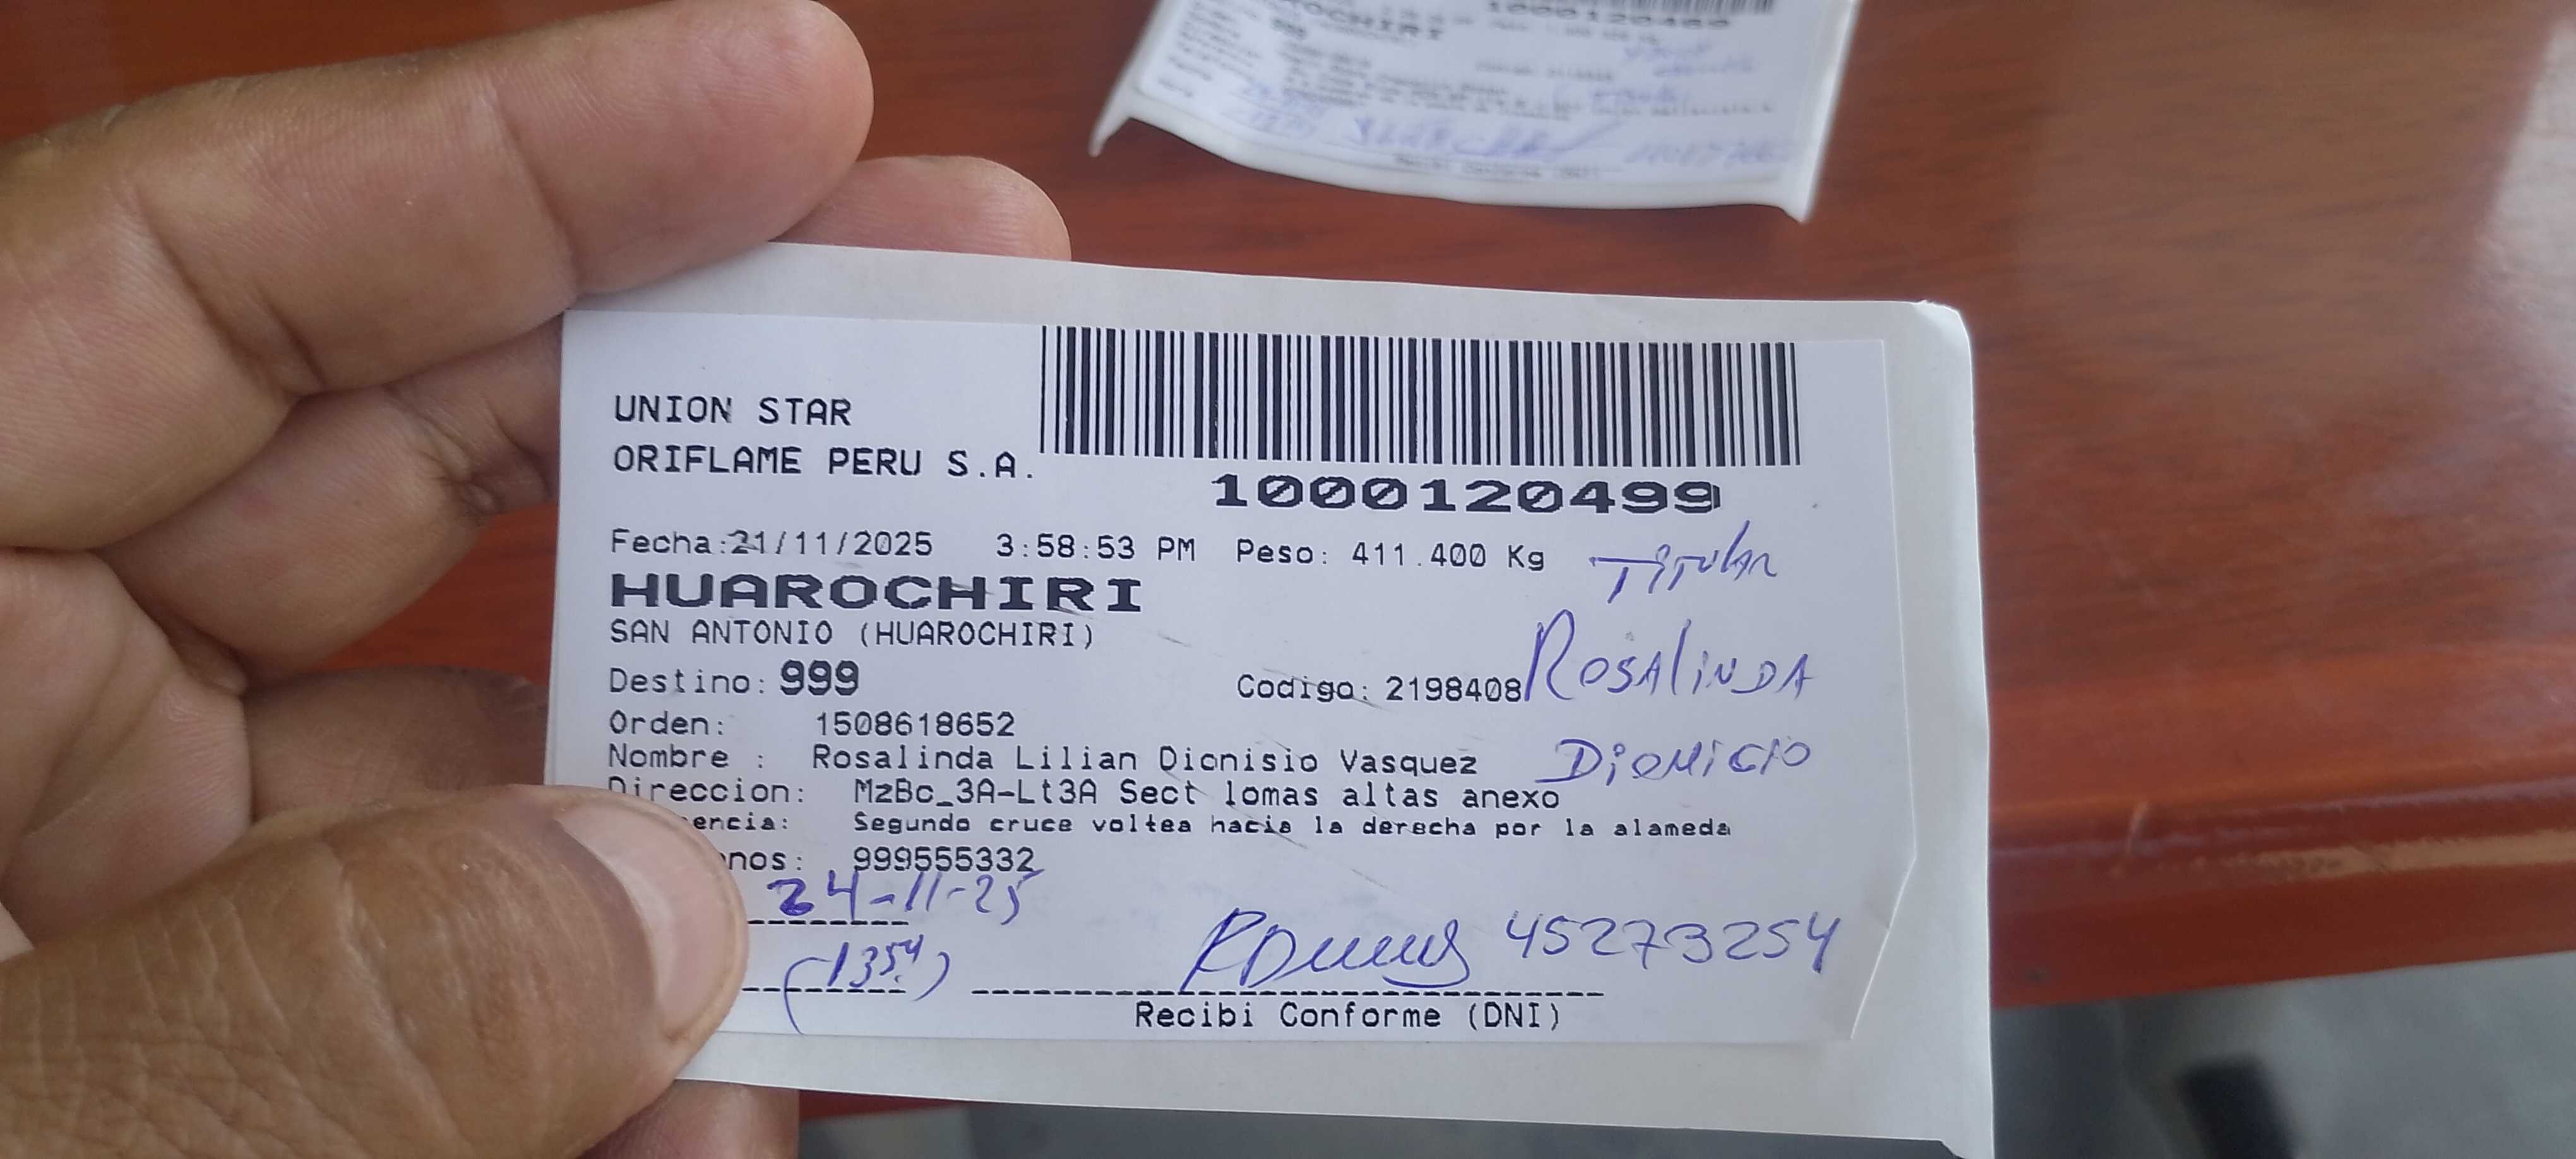 UNION STAR
ORIFLAME PERU S.A.
1000120499
Fecha:21/11/2025 3:58:53 PM Peso: 411.400 Kg
Titular
HUAROCHIRI
SAN ANTONIO (HUAROCHIRI)
Destino: 999 Codigo: 2198408
Rosalinda
Orden: 1508618652
Nombre : Rosalinda Lilian Dionisio Vasquez
Dionicio
Direccion: MzBc_3A-Lt3A Sect lomas altas anexo
encia: Segundo cruce voltea hacia la derecha por la alameda
nos: 999555332
24-11-25
45273254
(1354)
Recibi Conforme (DNI)